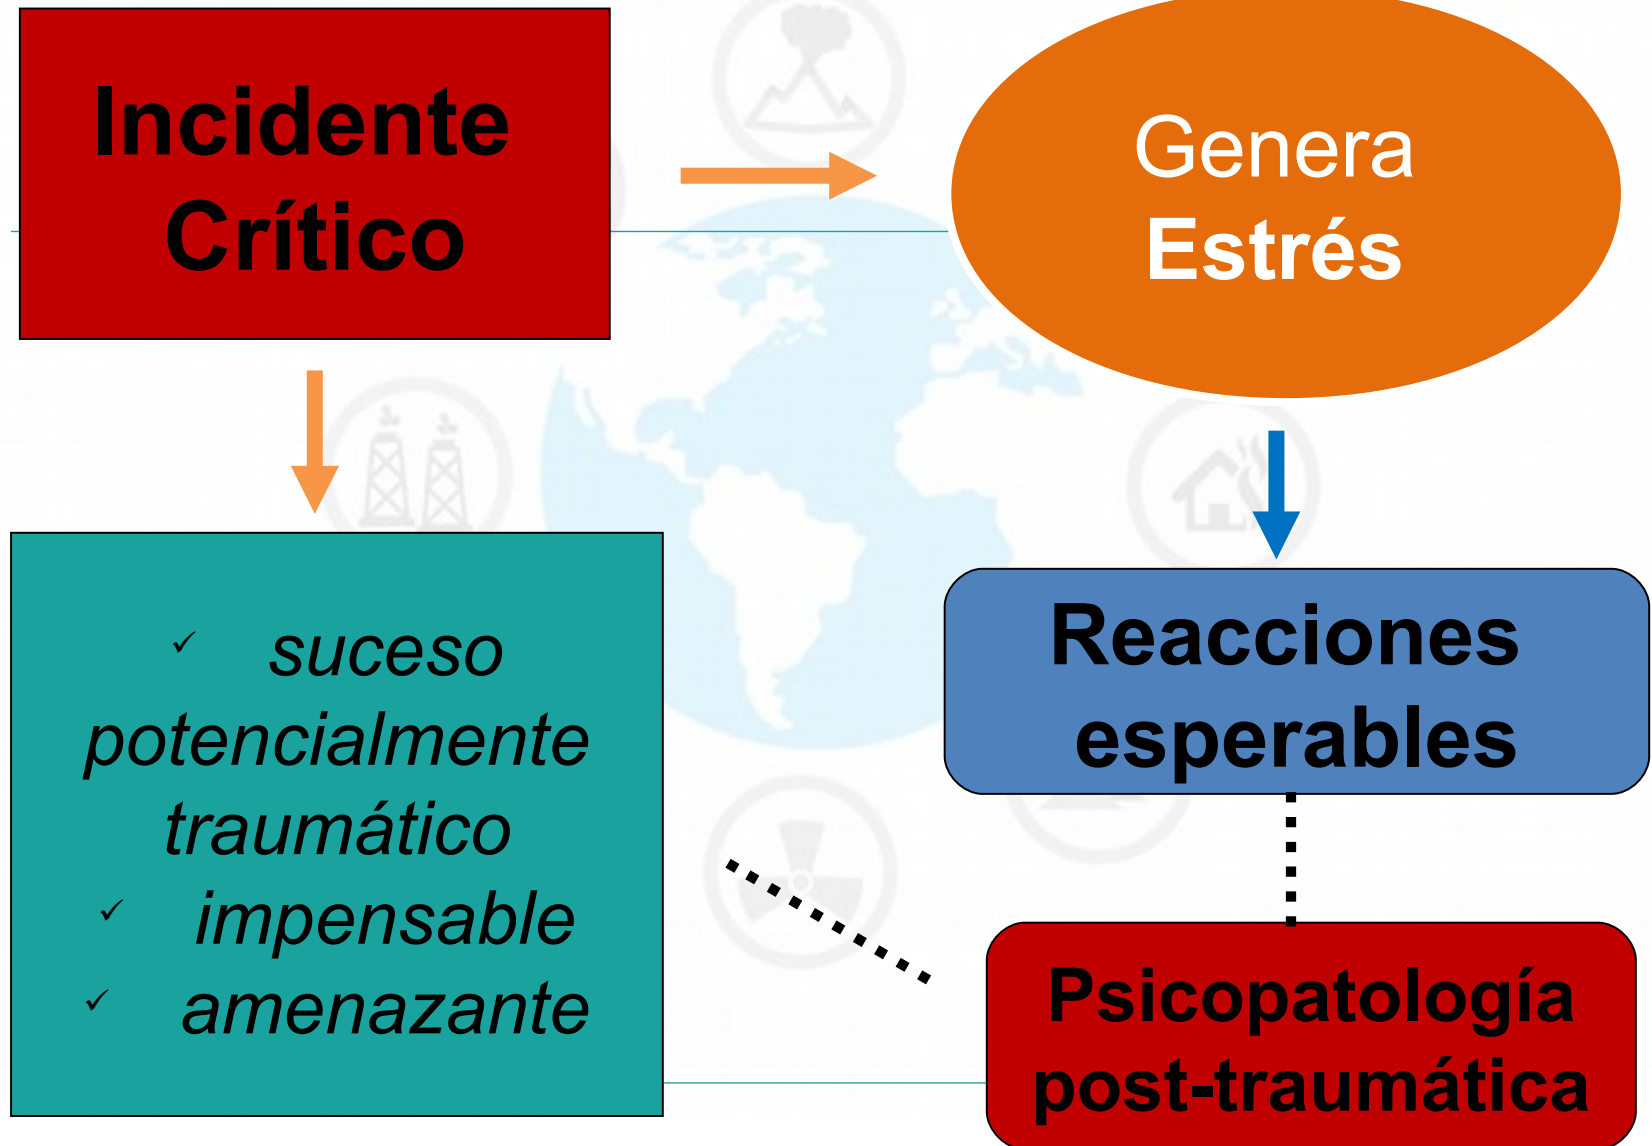 Incidente
Crítico
Genera
Estrés
✓ suceso
potencialmente
traumático
✓ impensable
✓ amenazante
Reacciones
esperables
Psicopatología
post-traumática